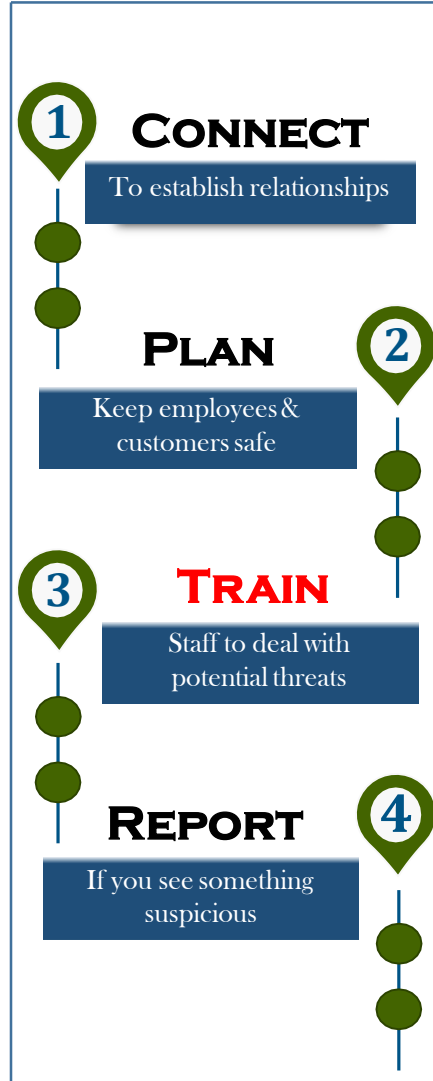 1
CONNECT
To establish relationships
PLAN
2
Keep employees &
customers safe
3
TRAIN
Staff to deal with
potential threats
REPORT
4
If you see something
suspicious